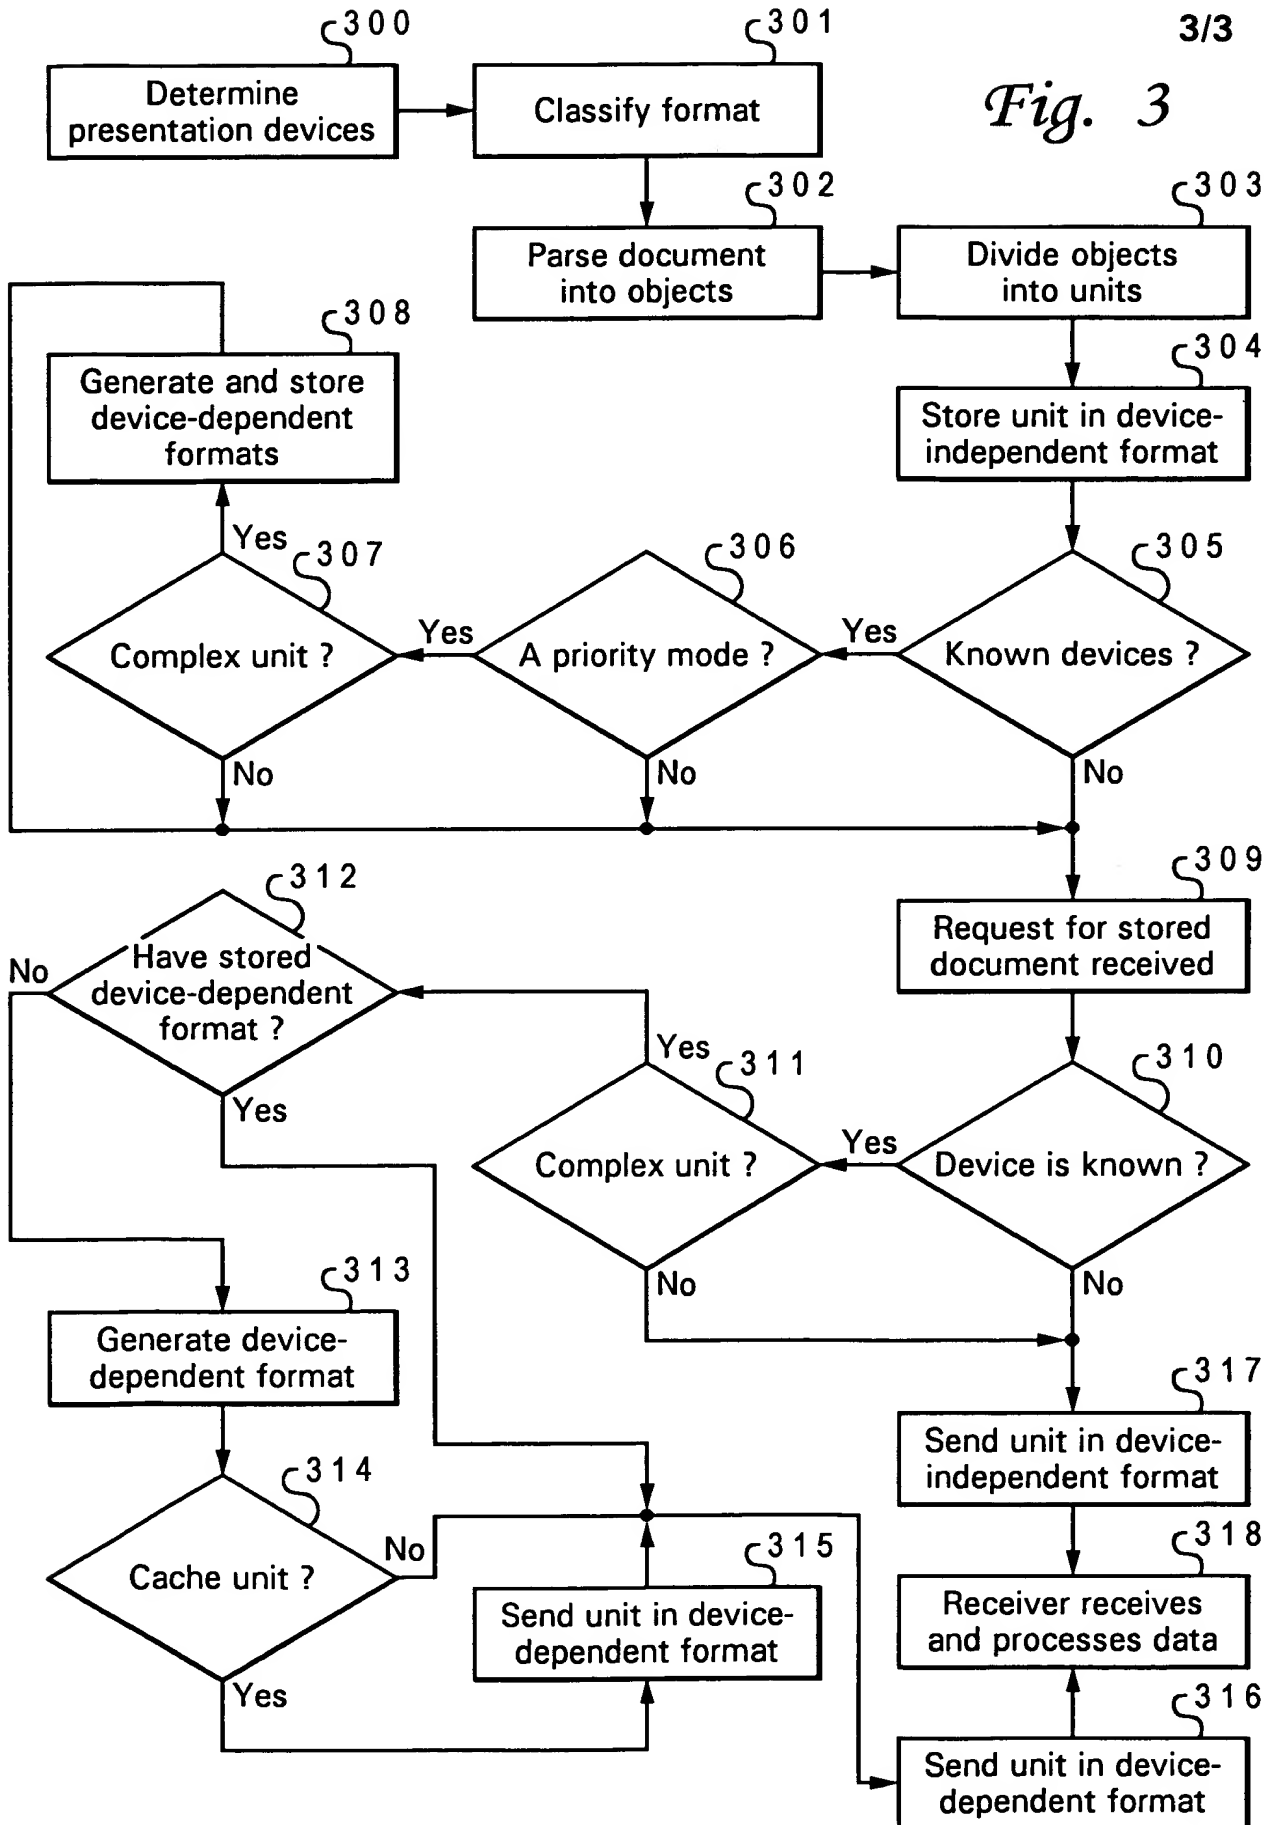 300
301
3/3
Determine
presentation devices
Classify format
Fig. 3
302
303
Parse document
into objects
Divide objects
into units
308
304
Generate and store
device-dependent
formats
Store unit in device-
independent format
Yes
307
306
305
Complex unit ?
Yes
A priority mode ?
Yes
Known devices ?
No
No
No
312
309
Have stored
device-dependent
format ?
No
Request for stored
document received
Yes
311
310
Yes
Complex unit ?
Yes
Device is known ?
No
No
313
Generate device-
dependent format
317
Send unit in device-
independent format
314
Cache unit ?
No
315
318
Send unit in device-
dependent format
Receiver receives
and processes data
Yes
316
Send unit in device-
dependent format